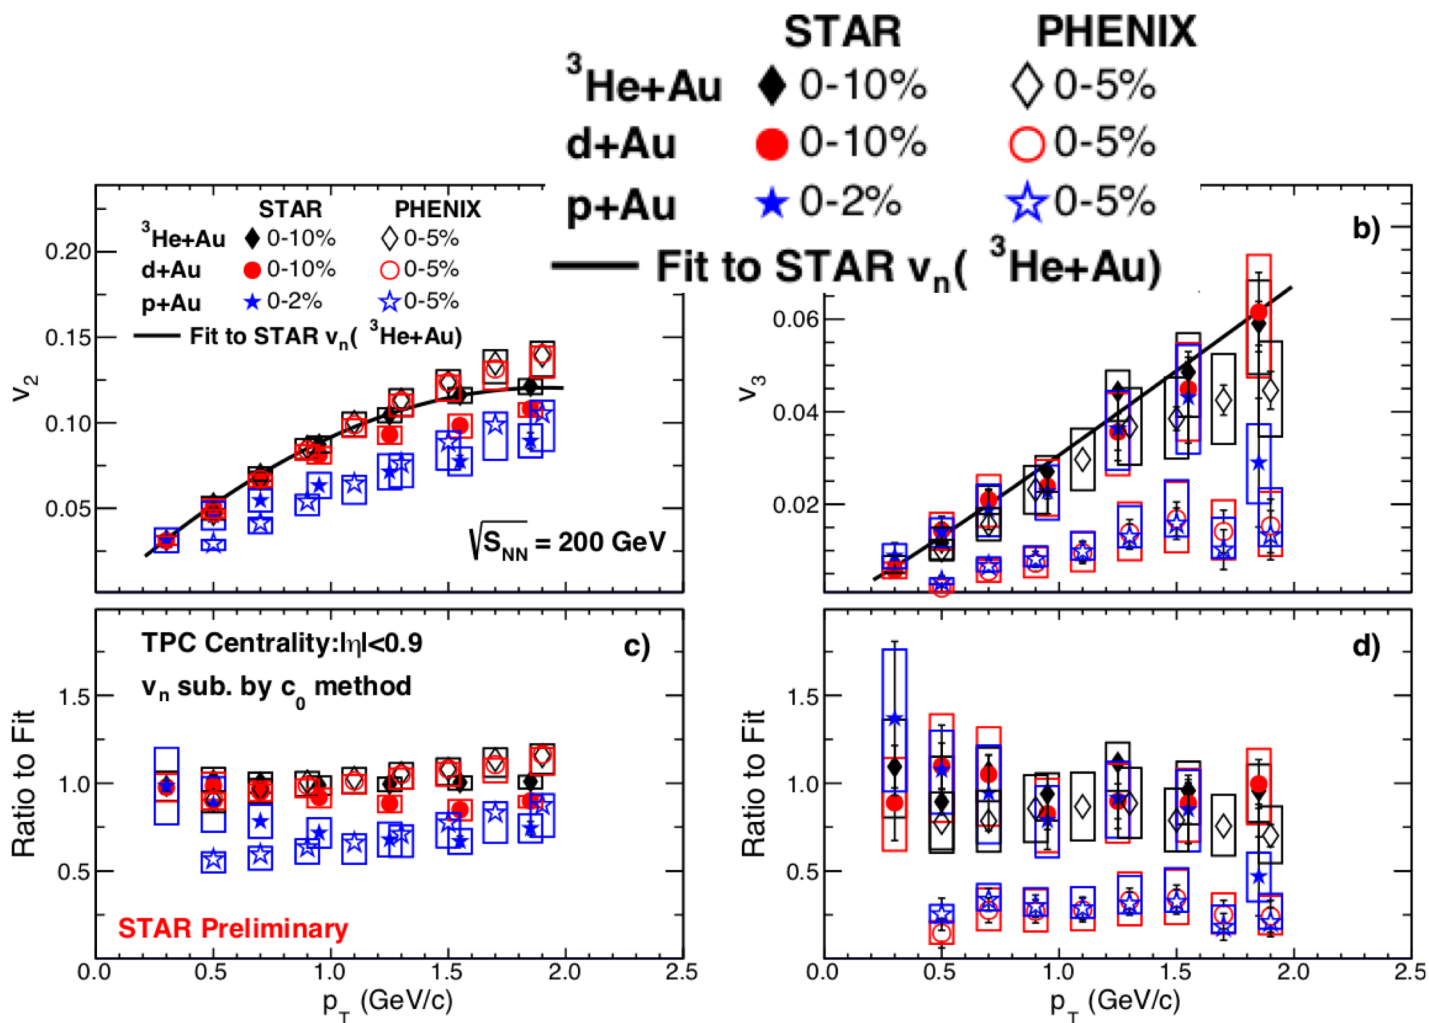 STAR PHENIX
³He+Au 0-10% 0-5%
d+Au 0-10% 0-5%
p+Au 0-2% 0-5%
Fit to STAR vₙ( ³He+Au)
STAR PHENIX
³He+Au 0-10% 0-5%
d+Au 0-10% 0-5%
p+Au 0-2% 0-5%
Fit to STAR vₙ( ³He+Au)
v₂
0.20
0.15
0.10
0.05
√S_NN = 200 GeV
b)
v₃
0.06
0.04
0.02
TPC Centrality:|η|<0.9
vₙ sub. by c₀ method
c)
Ratio to Fit
1.5
1.0
0.5
STAR Preliminary
0.0 0.5 1.0 1.5 2.0 2.5
p_T (GeV/c)
d)
Ratio to Fit
1.5
1.0
0.5
0.0 0.5 1.0 1.5 2.0 2.5
p_T (GeV/c)